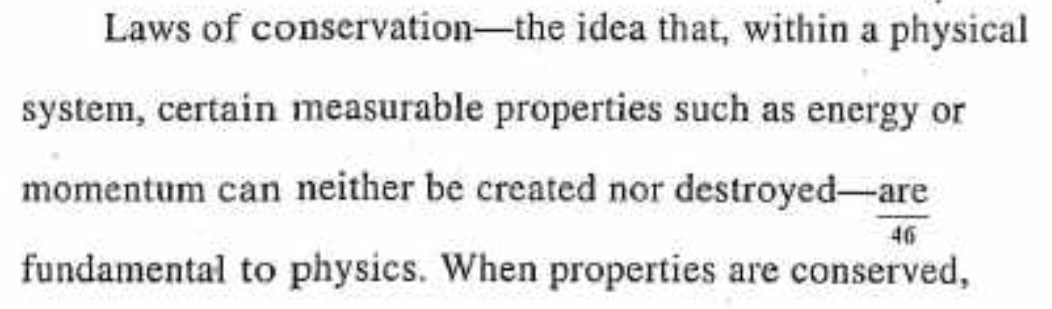 Laws of conservation—the idea that, within a physical
system, certain measurable properties such as energy or
momentum can neither be created nor destroyed—are
46
fundamental to physics. When properties are conserved,